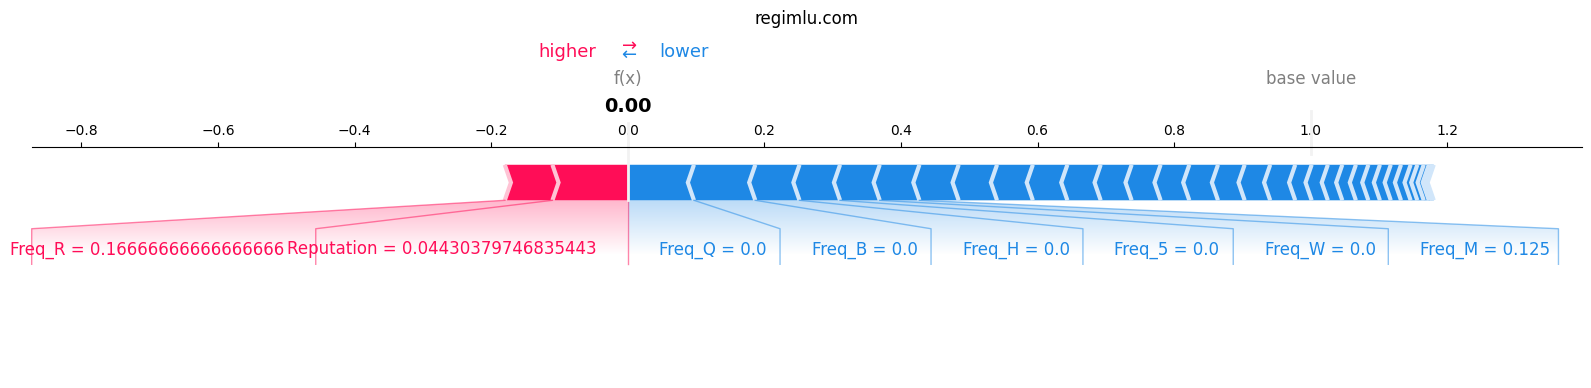 regimlu.com
higher → lower
←
f(x) base value
0.00
−0.8 −0.6 −0.4 −0.2 0.0 0.2 0.4 0.6 0.8 1.0 1.2
Freq_R = 0.16666666666666666 Reputation = 0.04430379746835443 Freq_Q = 0.0 Freq_B = 0.0 Freq_H = 0.0 Freq_5 = 0.0 Freq_W = 0.0 Freq_M = 0.125